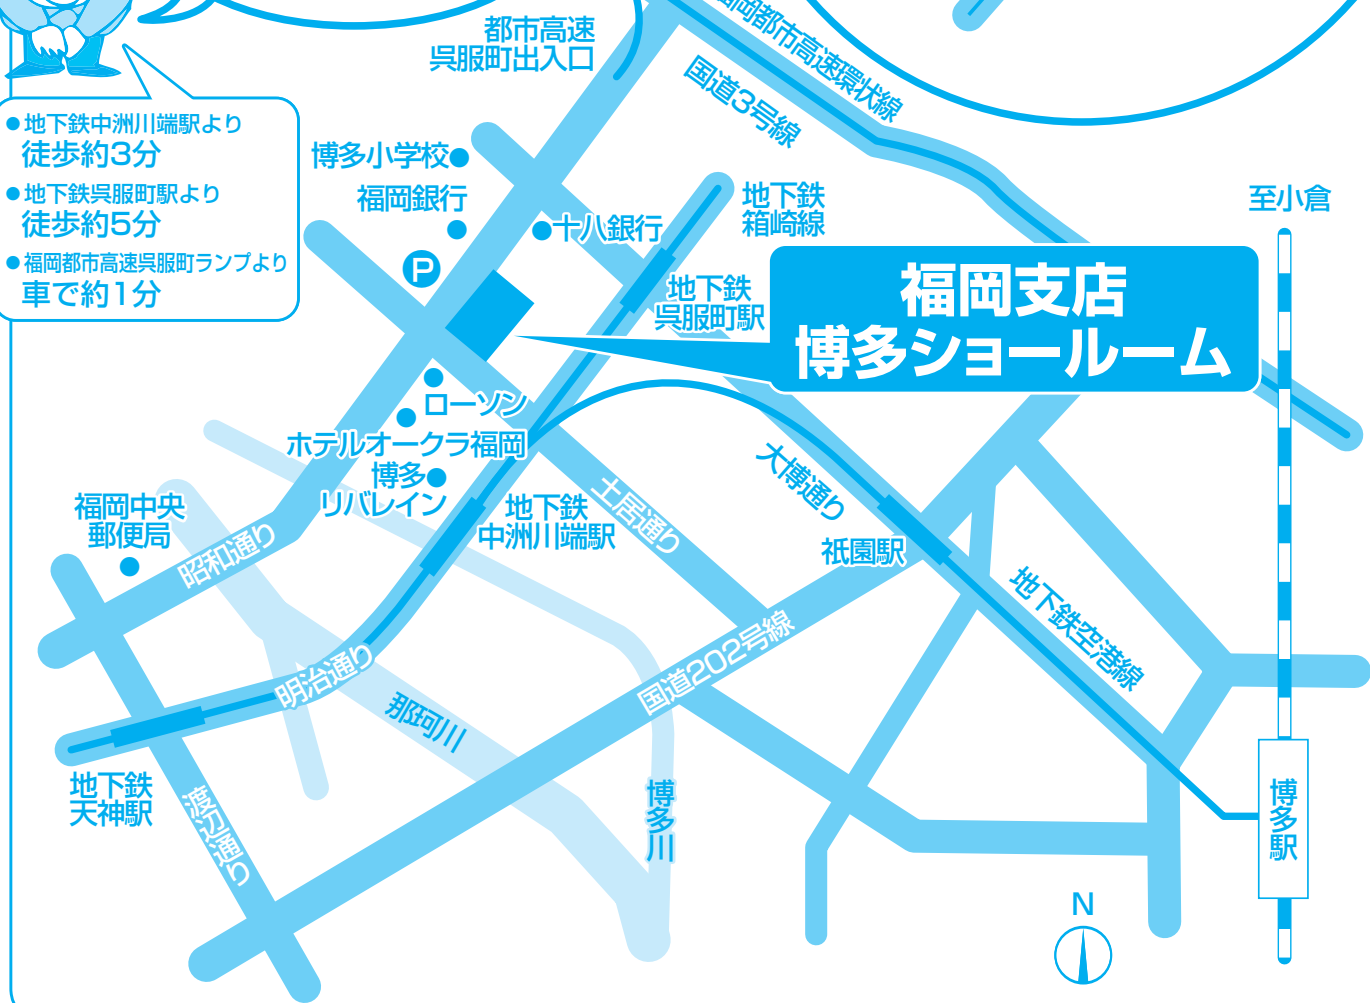 都市高速
呉服町出入口
福岡都市高速環状線
国道3号線
●地下鉄中洲川端駅より
徒歩約3分
●地下鉄呉服町駅より
徒歩約5分
●福岡都市高速呉服町ランプより
車で約1分
博多小学校
福岡銀行
十八銀行
P
地下鉄
箱崎線
至小倉
地下鉄
呉服町駅
福岡支店
博多ショールーム
ローソン
ホテルオークラ福岡
博多
リバレイン
大博通り
土居通り
地下鉄
中洲川端駅
福岡中央
郵便局
昭和通り
祇園駅
地下鉄空港線
国道202号線
明治通り
那珂川
地下鉄
天神駅
渡辺通り
博多川
博多駅
N